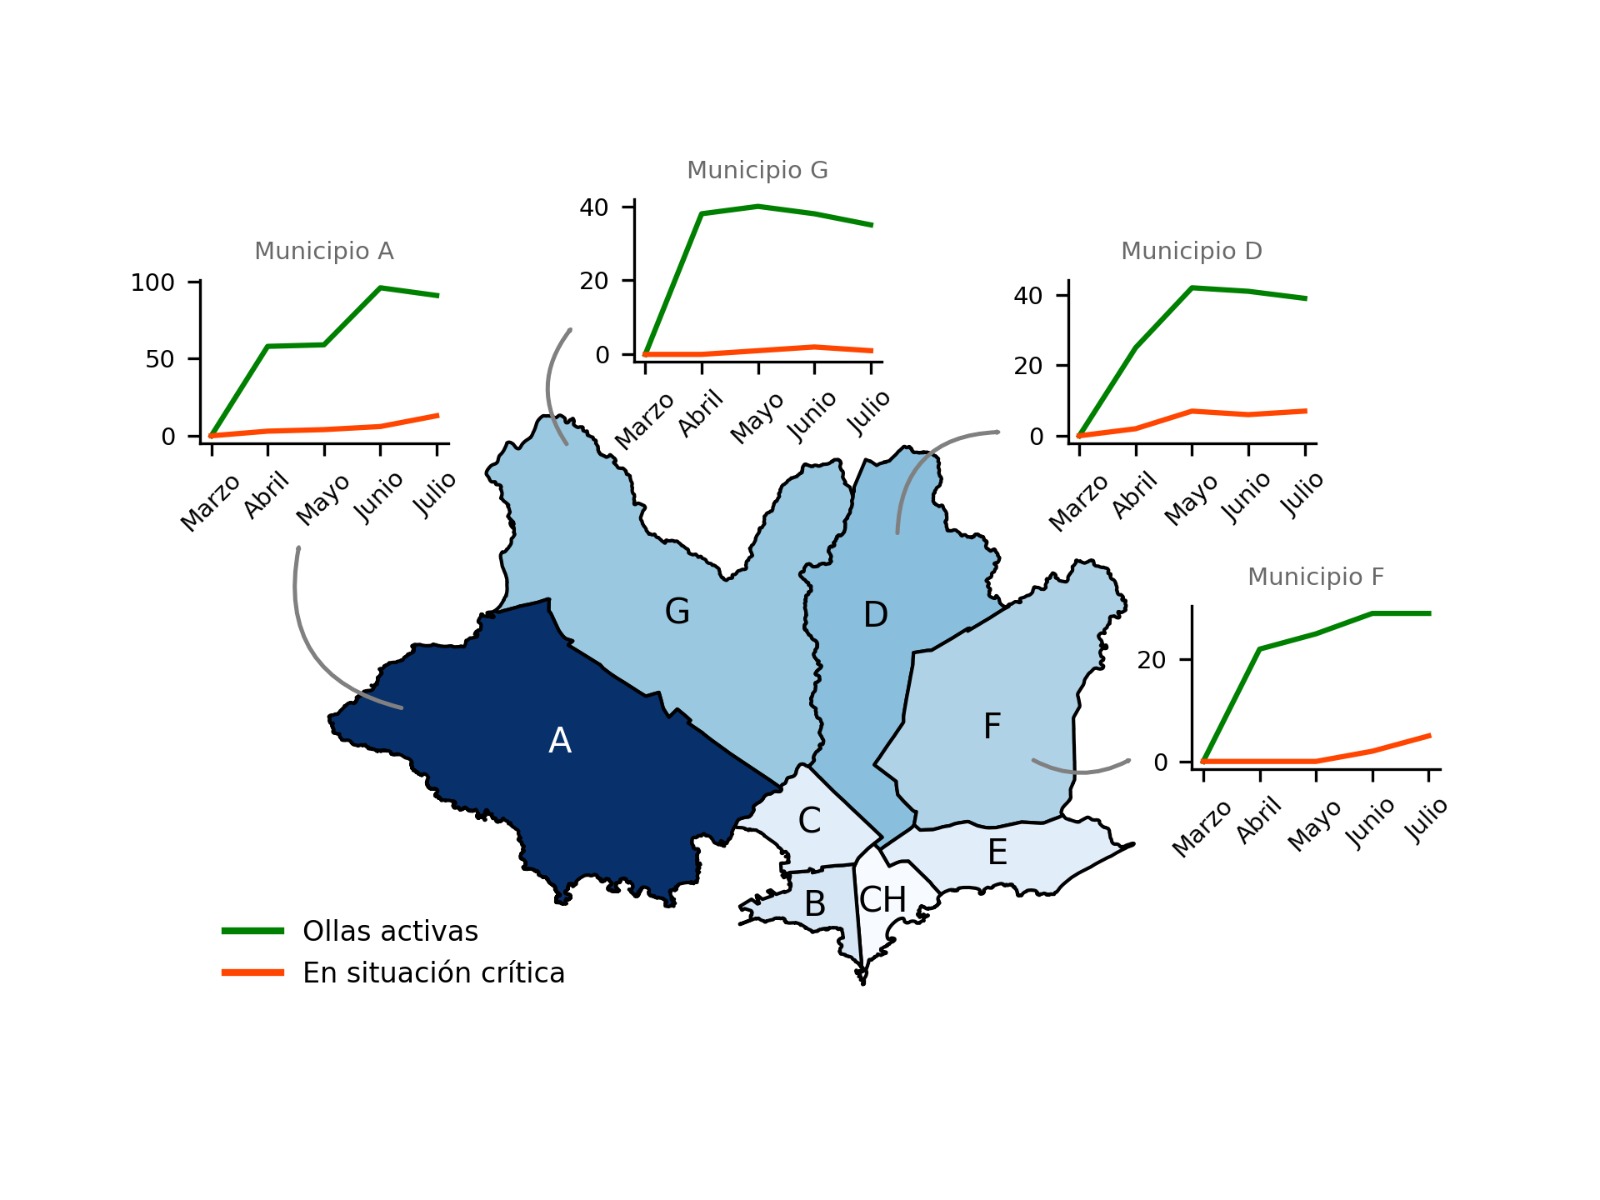 Municipio G
40
20
0
Marzo
Abril
Mayo
Junio
Julio
Municipio A
100
50
0
Marzo
Abril
Mayo
Junio
Julio
Municipio D
40
20
0
Marzo
Abril
Mayo
Junio
Julio
Municipio F
20
0
Marzo
Abril
Mayo
Junio
Julio
G
D
F
A
C
E
B
CH
Ollas activas
En situación crítica